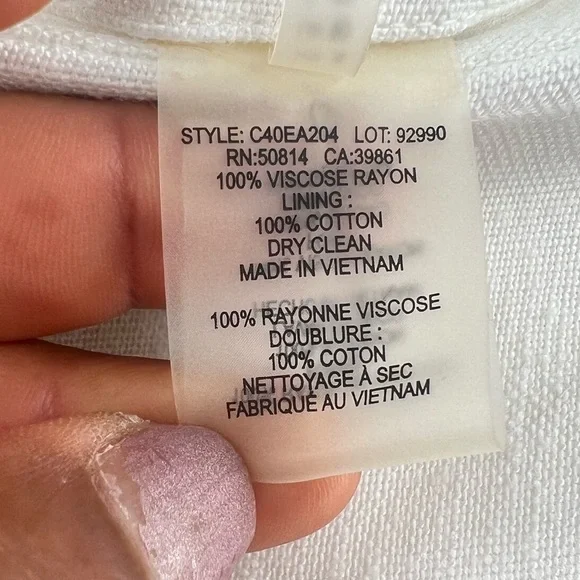 STYLE: C40EA204 LOT: 92990
RN:50814 CA:39861
100% VISCOSE RAYON
LINING :
100% COTTON
DRY CLEAN
MADE IN VIETNAM
100% RAYONNE VISCOSE
DOUBLURE :
100% COTON
NETTOYAGE À SEC
FABRIQUÉ AU VIETNAM